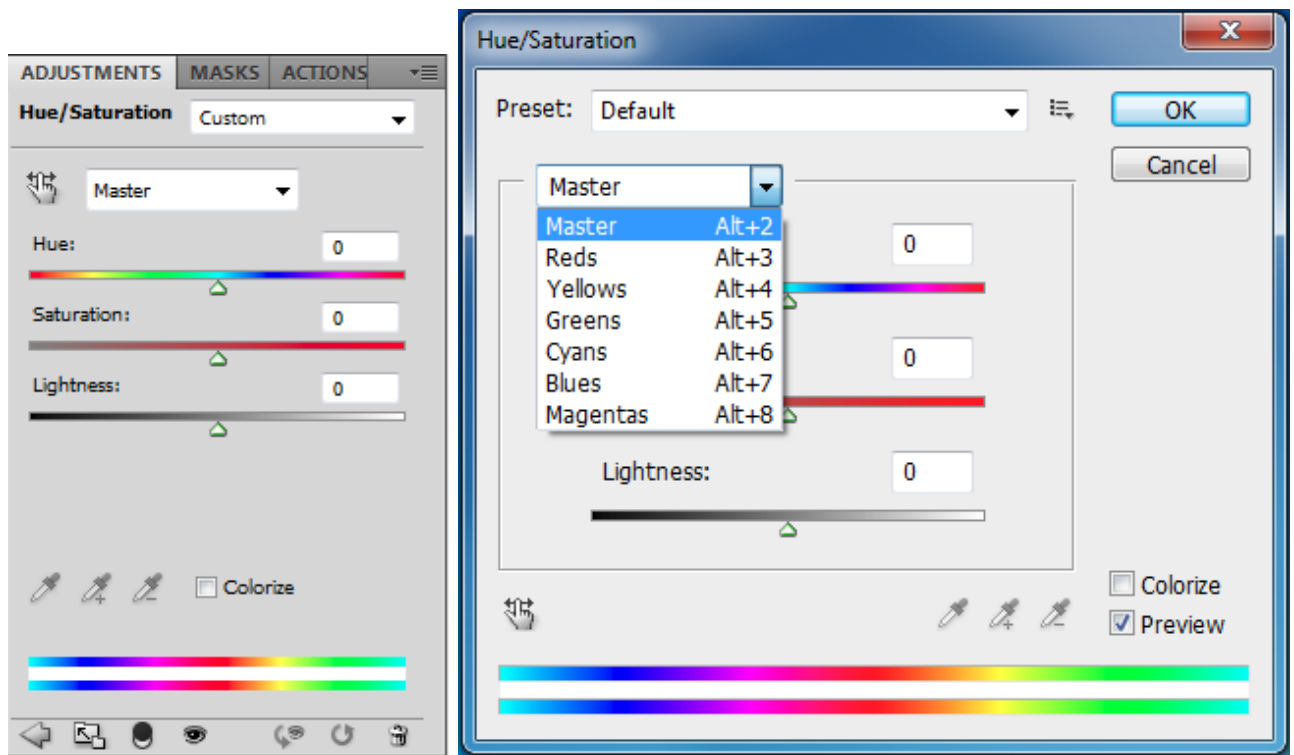 ADJUSTMENTS MASKS ACTIONS
Hue/Saturation Custom
Master
Hue: 0
Saturation: 0
Lightness: 0
Colorize
Hue/Saturation
Preset: Default OK
Cancel
Master
Master Alt+2
Reds Alt+3
Yellows Alt+4
Greens Alt+5
Cyans Alt+6
Blues Alt+7
Magentas Alt+8
0
0
Lightness: 0
Colorize
Preview